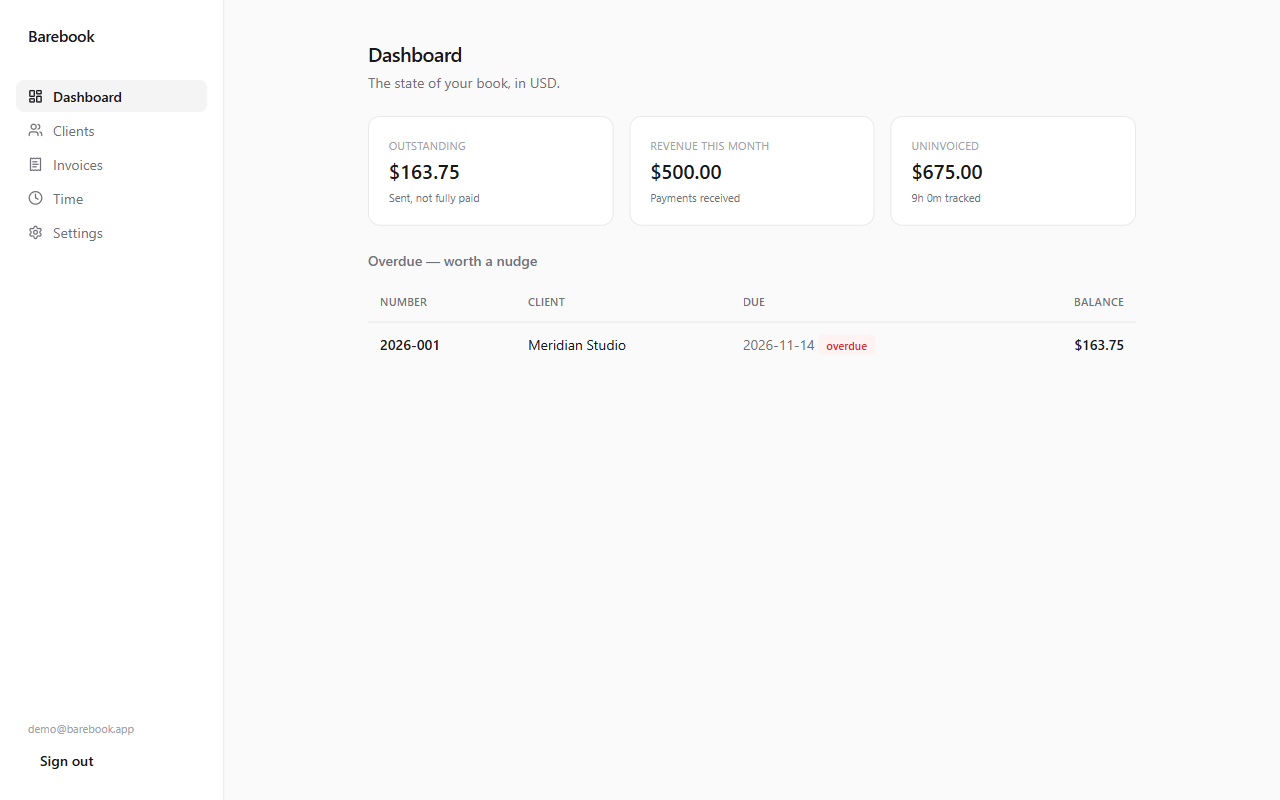 Barebook
Dashboard
Clients
Invoices
Time
Settings
demo@barebook.app
Sign out
Dashboard
The state of your book, in USD.
OUTSTANDING
$163.75
Sent, not fully paid
REVENUE THIS MONTH
$500.00
Payments received
UNINVOICED
$675.00
9h 0m tracked
Overdue — worth a nudge
NUMBER CLIENT DUE BALANCE
2026-001 Meridian Studio 2026-11-14 overdue $163.75